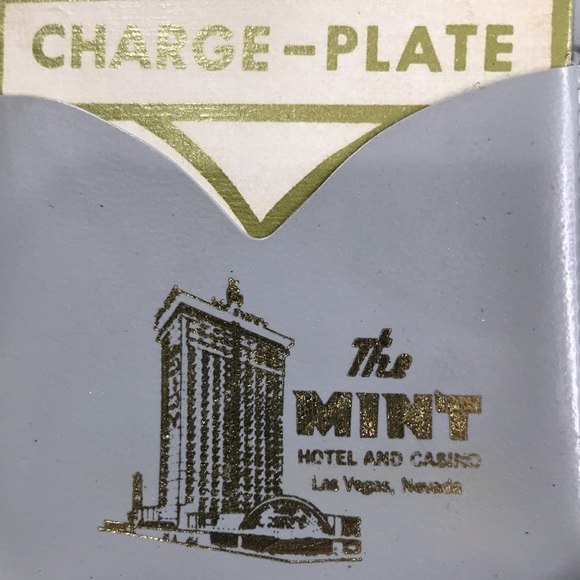 CHARGE-PLATE
The
MINT
HOTEL AND CASINO
Las Vegas, Nevada